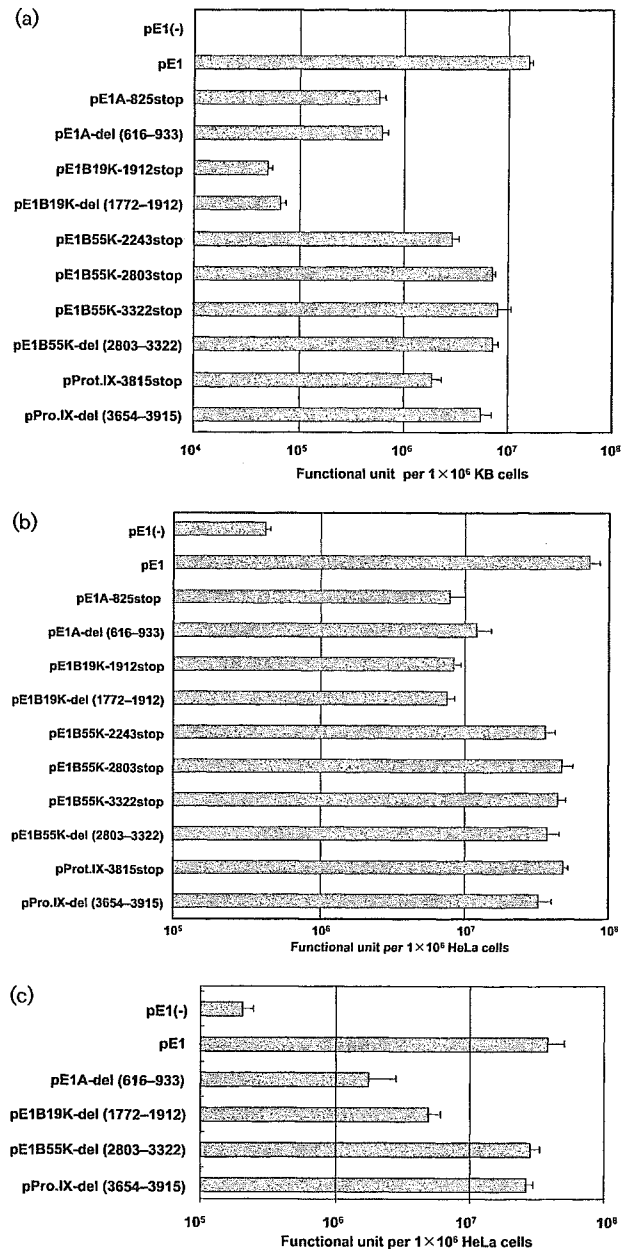 (a)
pE1(-)
pE1
pE1A-825stop
pE1A-del (616–933)
pE1B19K-1912stop
pE1B19K-del (1772–1912)
pE1B55K-2243stop
pE1B55K-2803stop
pE1B55K-3322stop
pE1B55K-del (2803–3322)
pProt.IX-3815stop
pPro.IX-del (3654–3915)
10⁴ 10⁵ 10⁶ 10⁷ 10⁸
Functional unit per 1×10⁶ KB cells
(b)
pE1(-)
pE1
pE1A-825stop
pE1A-del (616–933)
pE1B19K-1912stop
pE1B19K-del (1772–1912)
pE1B55K-2243stop
pE1B55K-2803stop
pE1B55K-3322stop
pE1B55K-del (2803–3322)
pProt.IX-3815stop
pPro.IX-del (3654–3915)
10⁵ 10⁶ 10⁷ 10⁸
Functional unit per 1×10⁶ HeLa cells
(c)
pE1(-)
pE1
pE1A-del (616–933)
pE1B19K-del (1772–1912)
pE1B55K-del (2803–3322)
pPro.IX-del (3654–3915)
10⁵ 10⁶ 10⁷ 10⁸
Functional unit per 1×10⁶ HeLa cells